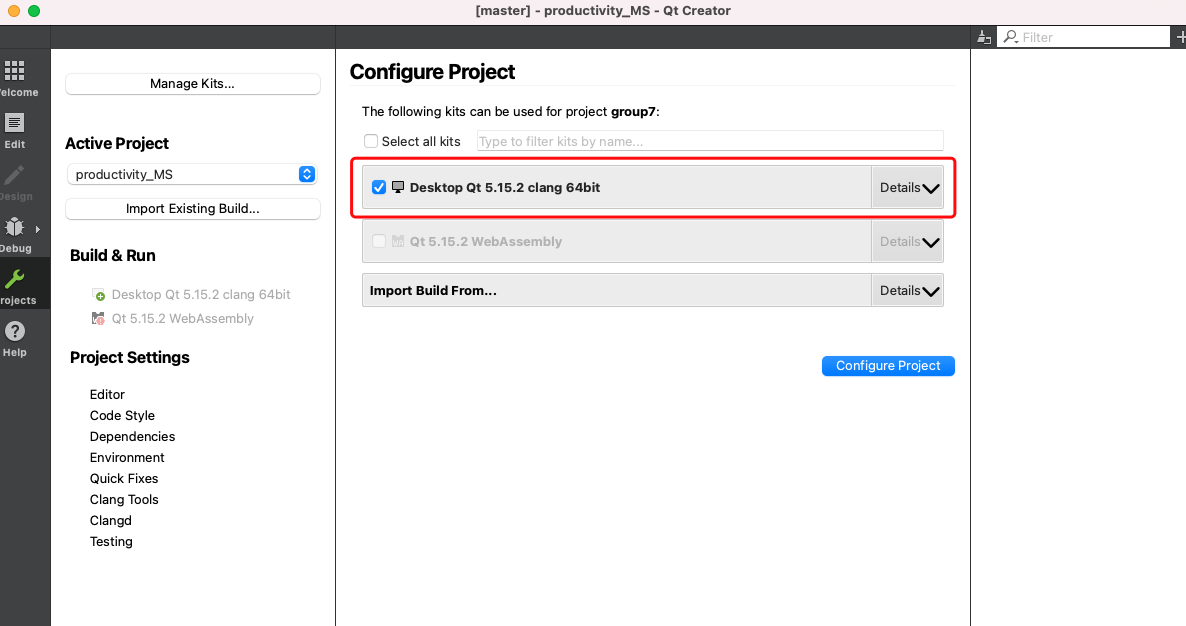 [master] - productivity_MS - Qt Creator
Filter
elcome
Edit
Design
Debug
rojects
Help
Manage Kits...
Active Project
productivity_MS
Import Existing Build...
Build & Run
Desktop Qt 5.15.2 clang 64bit
Qt 5.15.2 WebAssembly
Project Settings
Editor
Code Style
Dependencies
Environment
Quick Fixes
Clang Tools
Clangd
Testing
Configure Project
The following kits can be used for project group7:
Select all kits
Type to filter kits by name...
Desktop Qt 5.15.2 clang 64bit Details
Qt 5.15.2 WebAssembly Details
Import Build From... Details
Configure Project